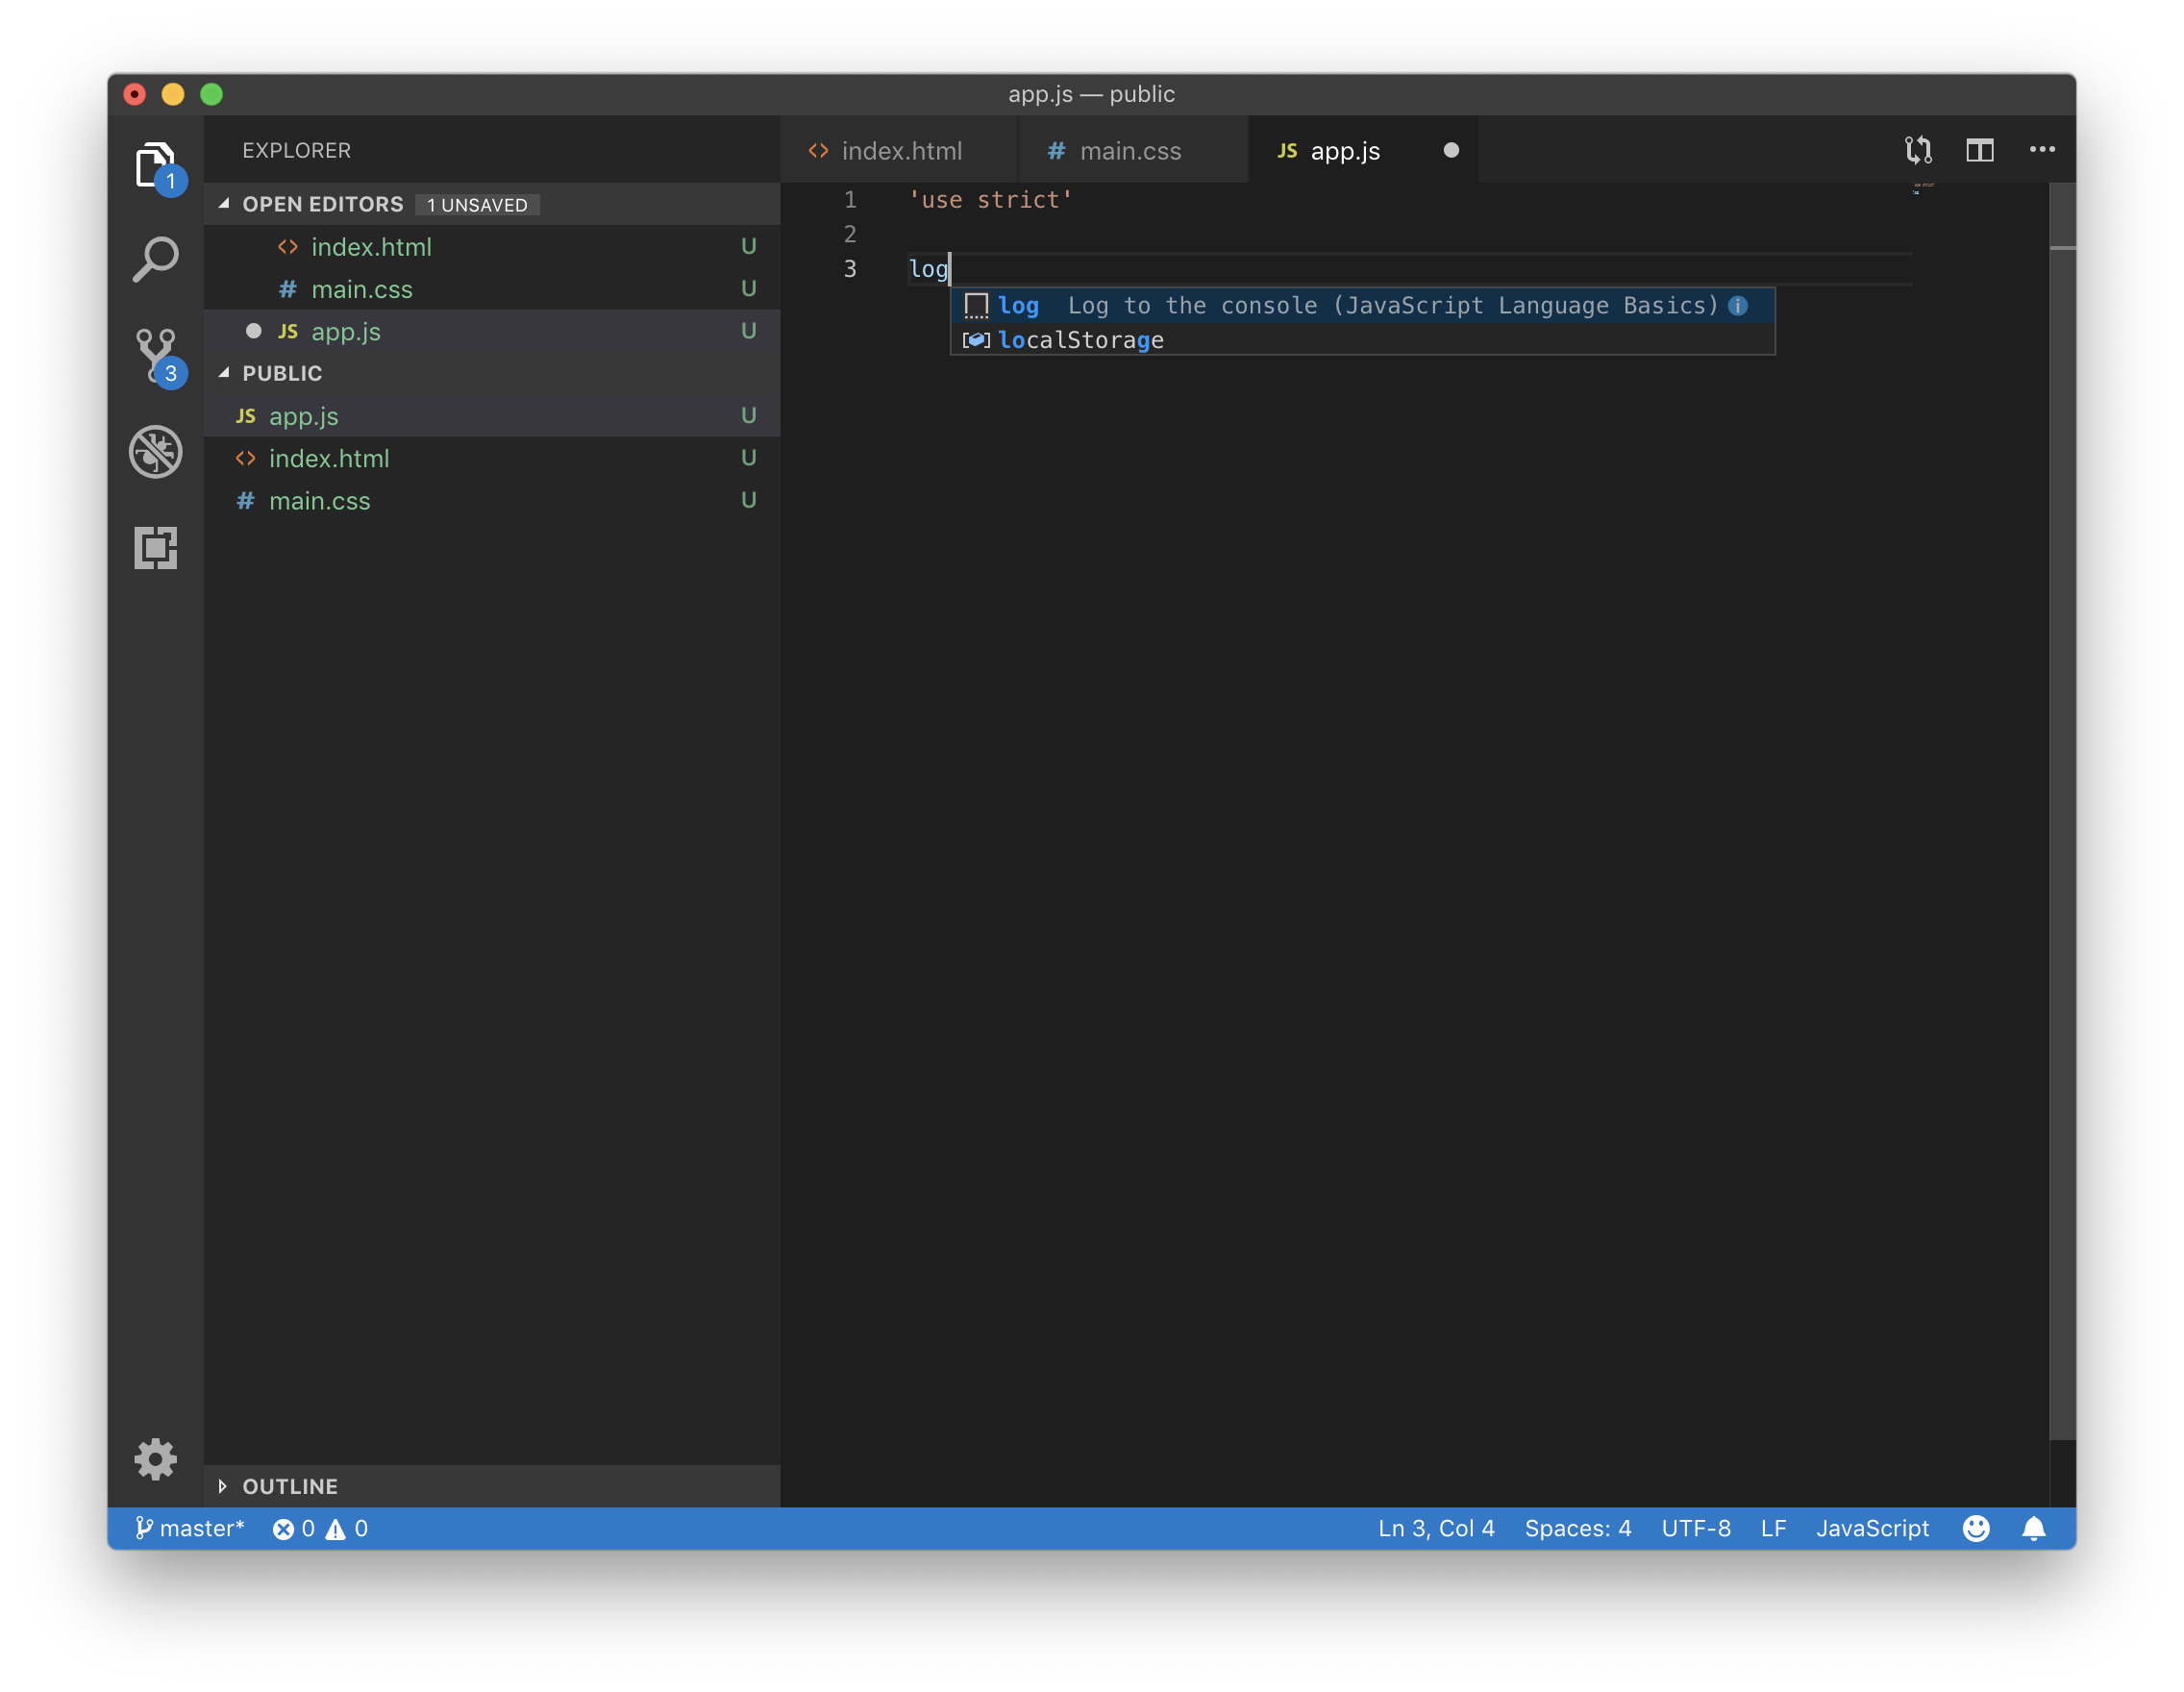 app.js — public
1
3
EXPLORER
OPEN EDITORS 1 UNSAVED
<> index.html U
# main.css U
JS app.js U
PUBLIC
JS app.js U
<> index.html U
# main.css U
OUTLINE
<> index.html # main.css JS app.js
1 'use strict'
2
3 log
log Log to the console (JavaScript Language Basics)
localStorage
master* 0 0 Ln 3, Col 4 Spaces: 4 UTF-8 LF JavaScript